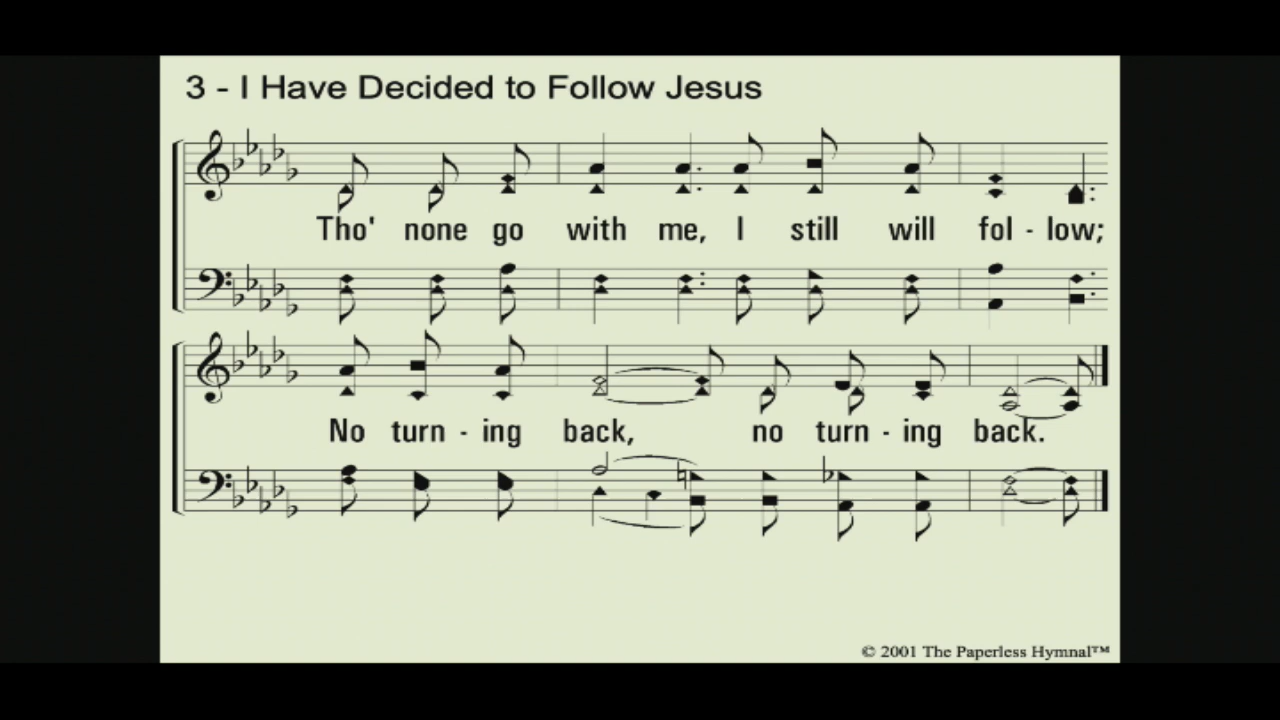 3 - I Have Decided to Follow Jesus
Tho' none go with me, I still will fol - low;
No turn - ing back, no turn - ing back.
© 2001 The Paperless Hymnal™